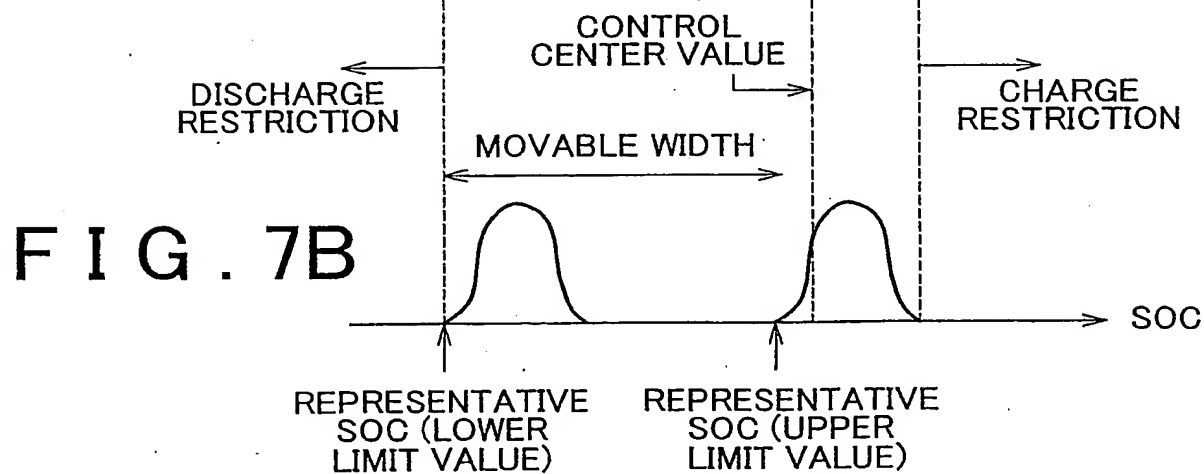 CONTROL
CENTER VALUE
DISCHARGE
RESTRICTION
CHARGE
RESTRICTION
MOVABLE WIDTH
FIG. 7B
SOC
REPRESENTATIVE
SOC (LOWER
LIMIT VALUE)
REPRESENTATIVE
SOC (UPPER
LIMIT VALUE)